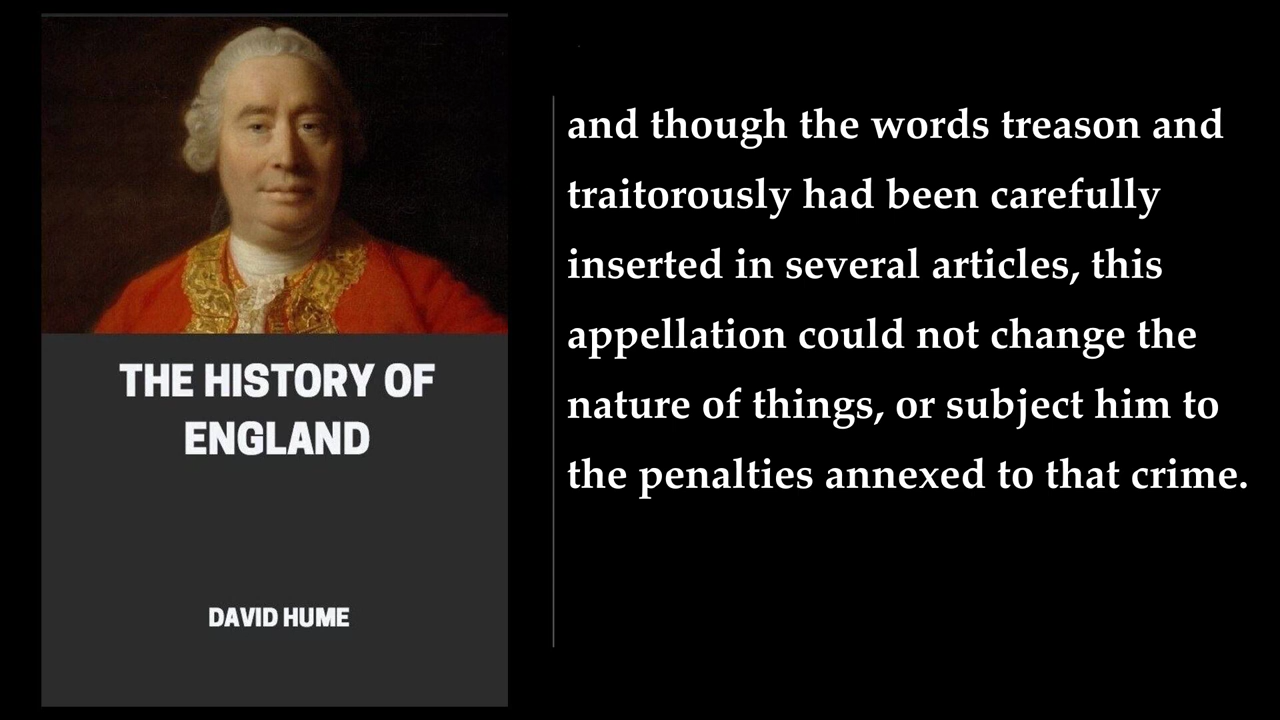 THE HISTORY OF
ENGLAND
DAVID HUME
and though the words treason and
traitorously had been carefully
inserted in several articles, this
appellation could not change the
nature of things, or subject him to
the penalties annexed to that crime.